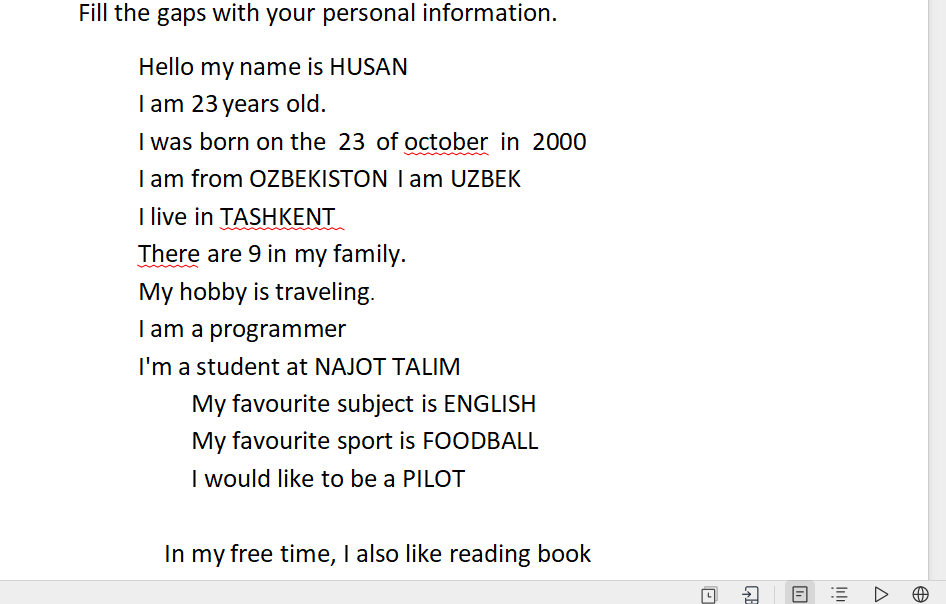 Fill the gaps with your personal information.
Hello my name is HUSAN
I am 23 years old.
I was born on the 23 of october in 2000
I am from OZBEKISTON I am UZBEK
I live in TASHKENT
There are 9 in my family.
My hobby is traveling.
I am a programmer
I'm a student at NAJOT TALIM
My favourite subject is ENGLISH
My favourite sport is FOODBALL
I would like to be a PILOT
In my free time, I also like reading book